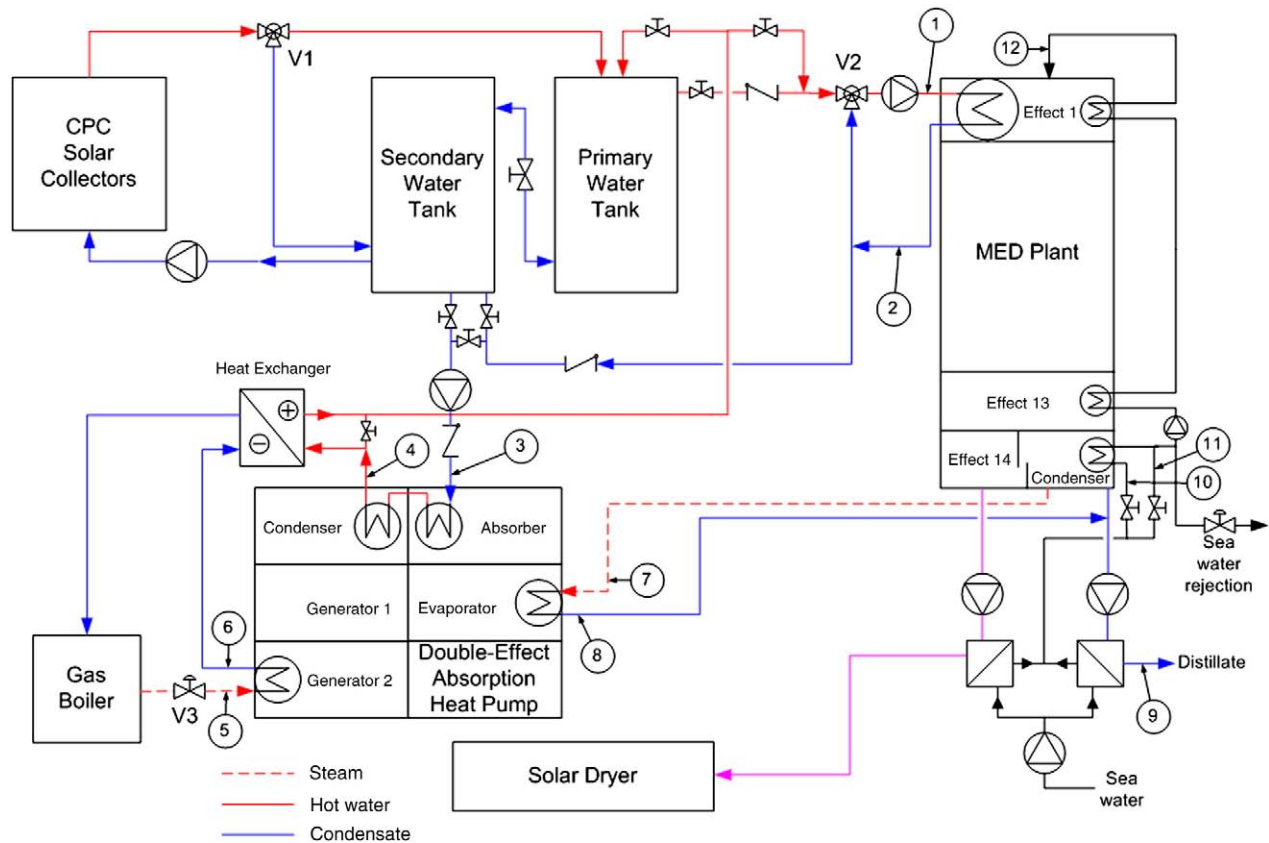 1
12
V1
V2
CPC
Solar
Collectors
Secondary
Water
Tank
Primary
Water
Tank
Effect 1
MED Plant
2
Heat Exchanger
+
−
Effect 13
4
3
Effect 14
Condenser
11
10
Condenser
Absorber
Sea
water
rejection
Generator 1
Evaporator
7
6
8
Gas
Boiler
V3
5
Generator 2
Double-Effect
Absorption
Heat Pump
Distillate
9
Solar Dryer
Sea
water
Steam
Hot water
Condensate